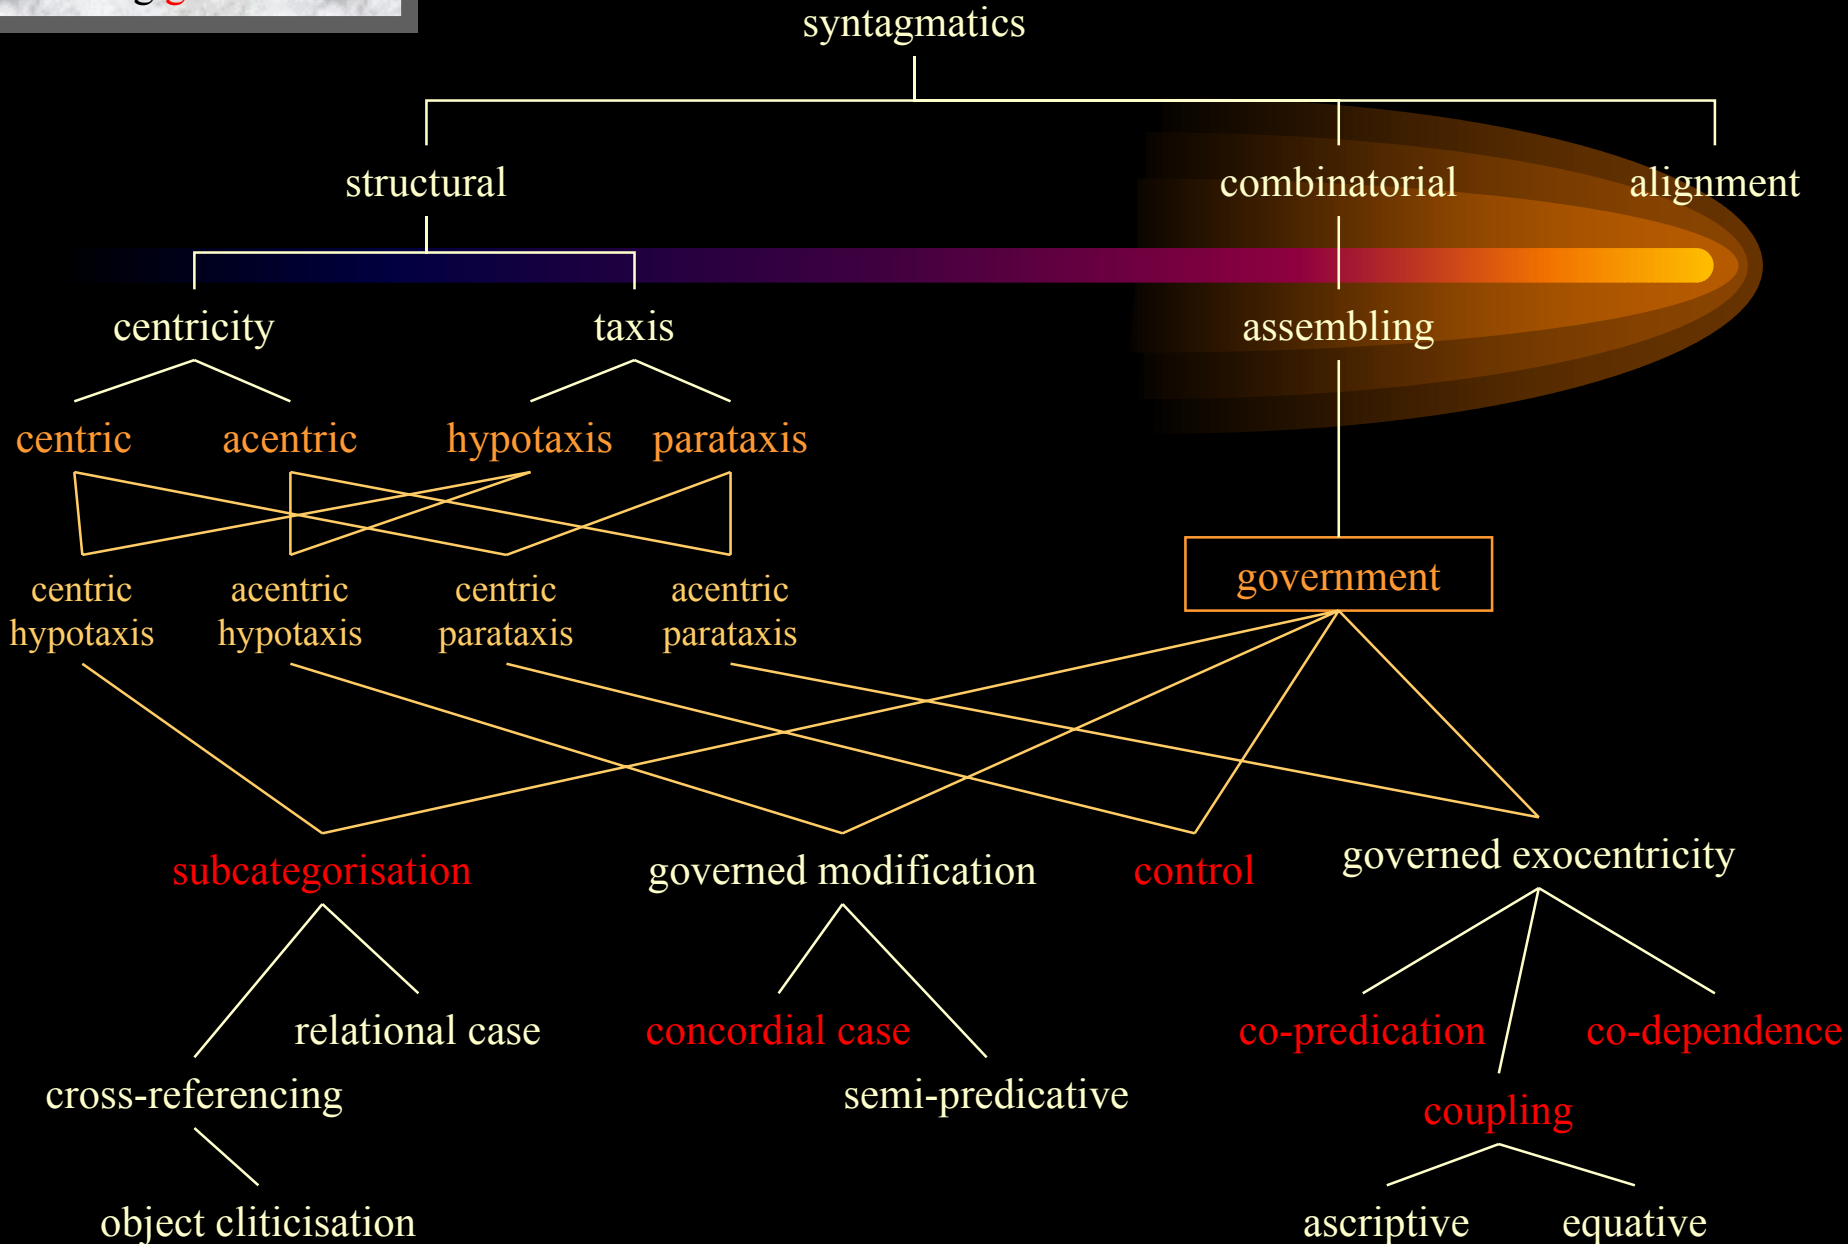 syntagmatics
structural
combinatorial
alignment
centricity
taxis
assembling
centric
acentric
hypotaxis
parataxis
government
centric
hypotaxis
acentric
hypotaxis
centric
parataxis
acentric
parataxis
subcategorisation
governed modification
control
governed exocentricity
relational case
concordial case
co-predication
co-dependence
cross-referencing
semi-predicative
coupling
object cliticisation
ascriptive
equative